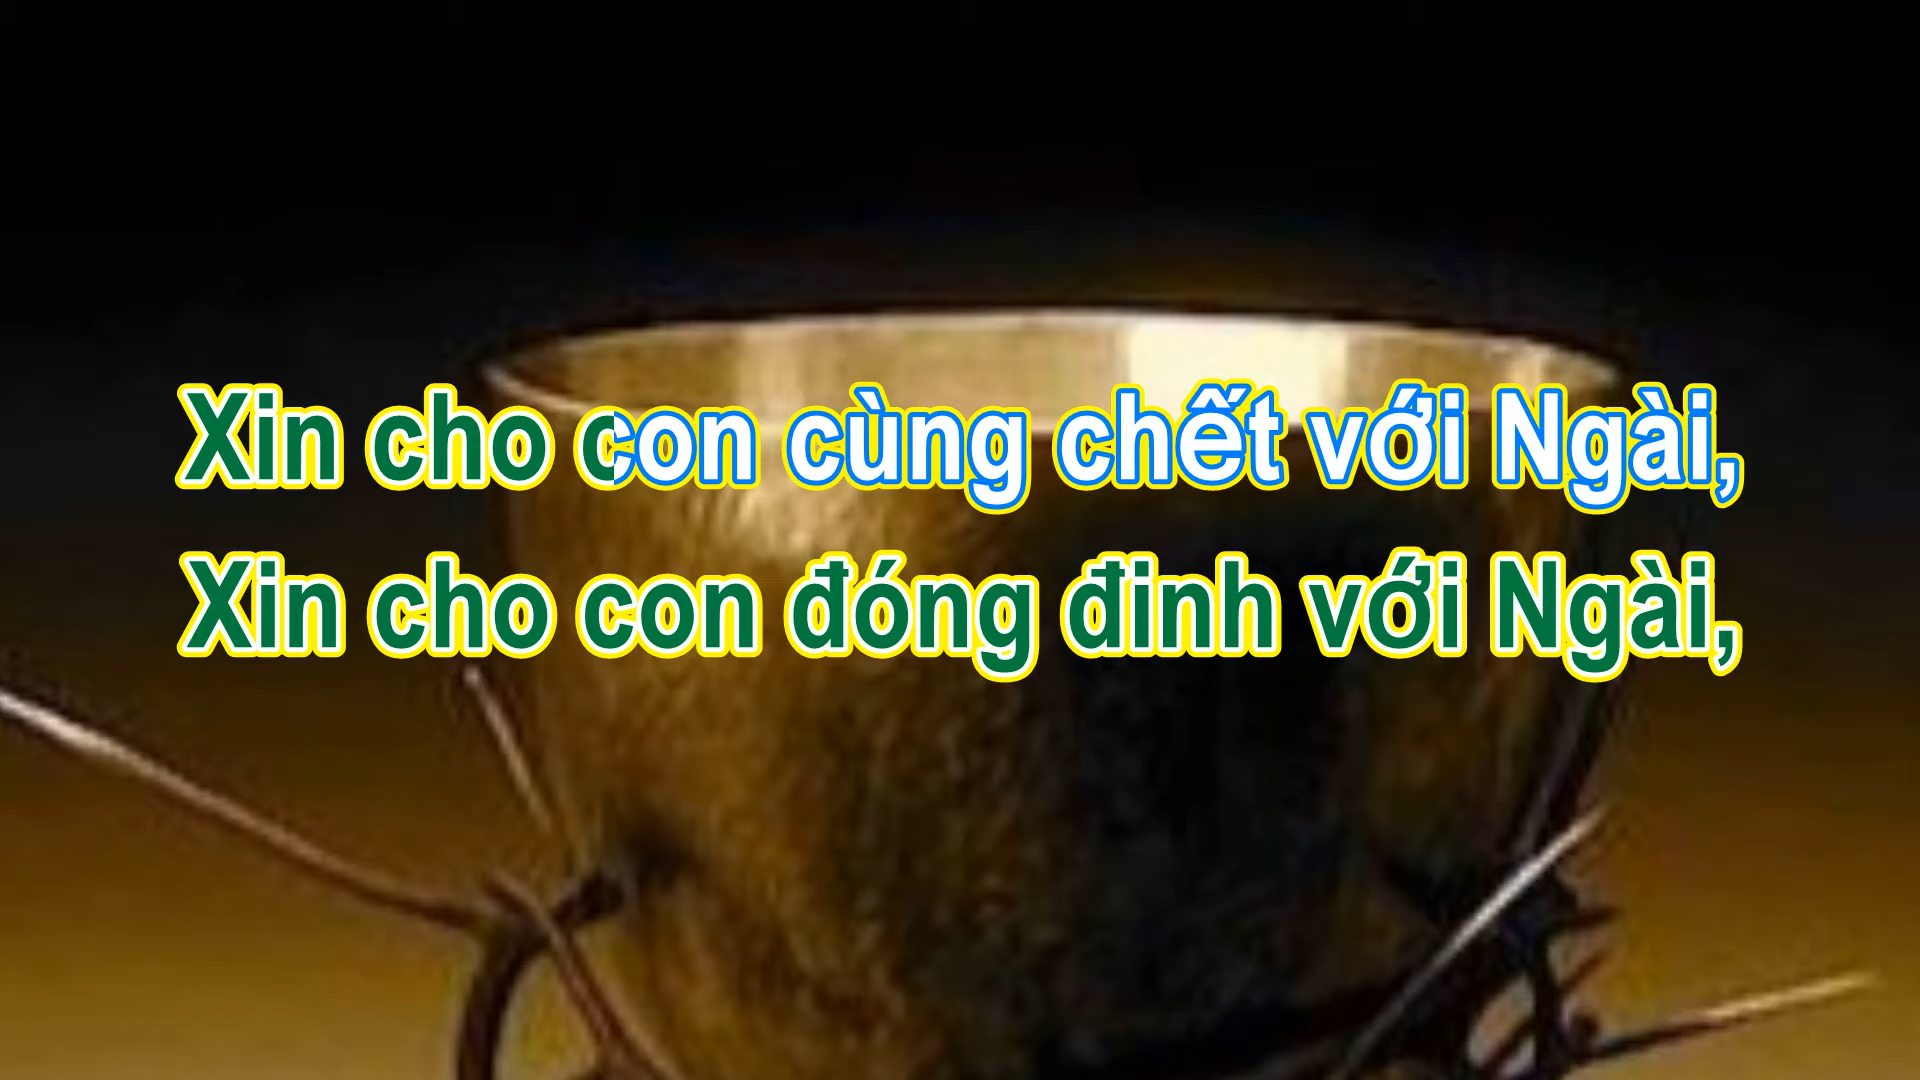 Xin cho con cùng chết với Ngài,
Xin cho con đóng đinh với Ngài,